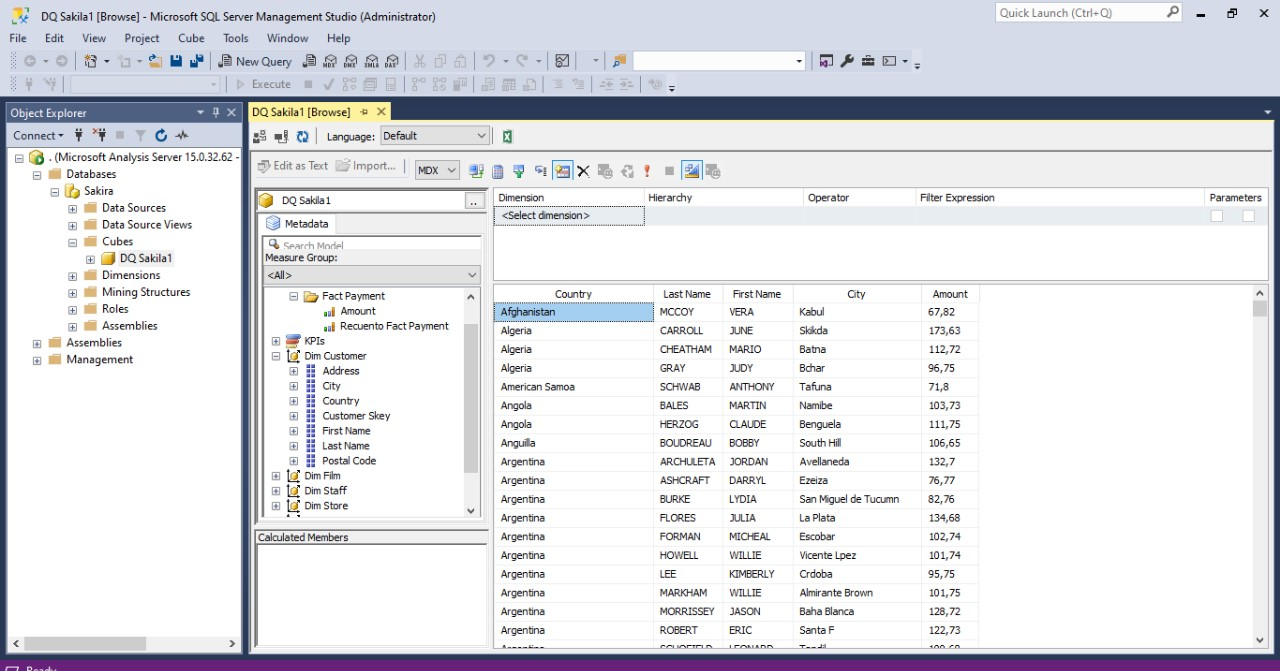 DQ Sakila1 [Browse] - Microsoft SQL Server Management Studio (Administrator)
Quick Launch (Ctrl+Q)
File Edit View Project Cube Tools Window Help
New Query MDX DMX XMLA DAX
Execute
Object Explorer
Connect
. (Microsoft Analysis Server 15.0.32.62 -
Databases
Sakira
Data Sources
Data Source Views
Cubes
DQ Sakila1
Dimensions
Mining Structures
Roles
Assemblies
Assemblies
Management
DQ Sakila1 [Browse]
Language: Default
Edit as Text Import... MDX
DQ Sakila1 ..
Metadata
Search Model
Measure Group:
<All>
Fact Payment
Amount
Recuento Fact Payment
KPIs
Dim Customer
Address
City
Country
Customer Skey
First Name
Last Name
Postal Code
Dim Film
Dim Staff
Dim Store
Calculated Members
Dimension Hierarchy Operator Filter Expression Parameters
<Select dimension>
Country Last Name First Name City Amount
Afghanistan MCCOY VERA Kabul 67,82
Algeria CARROLL JUNE Skikda 173,63
Algeria CHEATHAM MARIO Batna 112,72
Algeria GRAY JUDY Bchar 96,75
American Samoa SCHWAB ANTHONY Tafuna 71,8
Angola BALES MARTIN Namibe 103,73
Angola HERZOG CLAUDE Benguela 111,75
Anguilla BOUDREAU BOBBY South Hill 106,65
Argentina ARCHULETA JORDAN Avellaneda 132,7
Argentina ASHCRAFT DARRYL Ezeiza 76,77
Argentina BURKE LYDIA San Miguel de Tucumn 82,76
Argentina FLORES JULIA La Plata 134,68
Argentina FORMAN MICHEAL Escobar 102,74
Argentina HOWELL WILLIE Vicente Lpez 101,74
Argentina LEE KIMBERLY Crdoba 95,75
Argentina MARKHAM WILLIE Almirante Brown 101,75
Argentina MORRISSEY JASON Baha Blanca 128,72
Argentina ROBERT ERIC Santa F 122,73
Argentina SCHOFIELD LEONARD Tandil
Ready